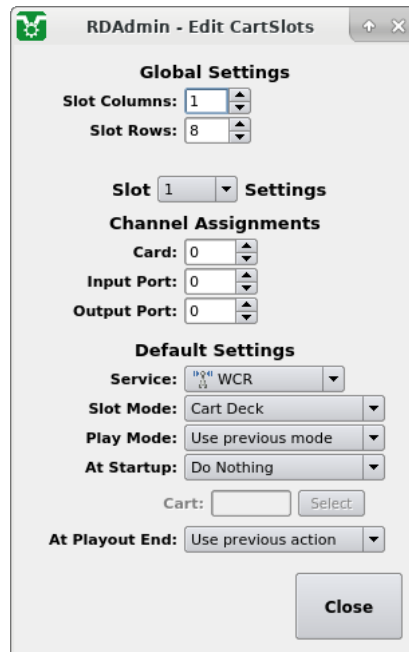 RDAdmin - Edit CartSlots
Global Settings
Slot Columns: 1
Slot Rows: 8
Slot 1 Settings
Channel Assignments
Card: 0
Input Port: 0
Output Port: 0
Default Settings
Service: WCR
Slot Mode: Cart Deck
Play Mode: Use previous mode
At Startup: Do Nothing
Cart: Select
At Playout End: Use previous action
Close